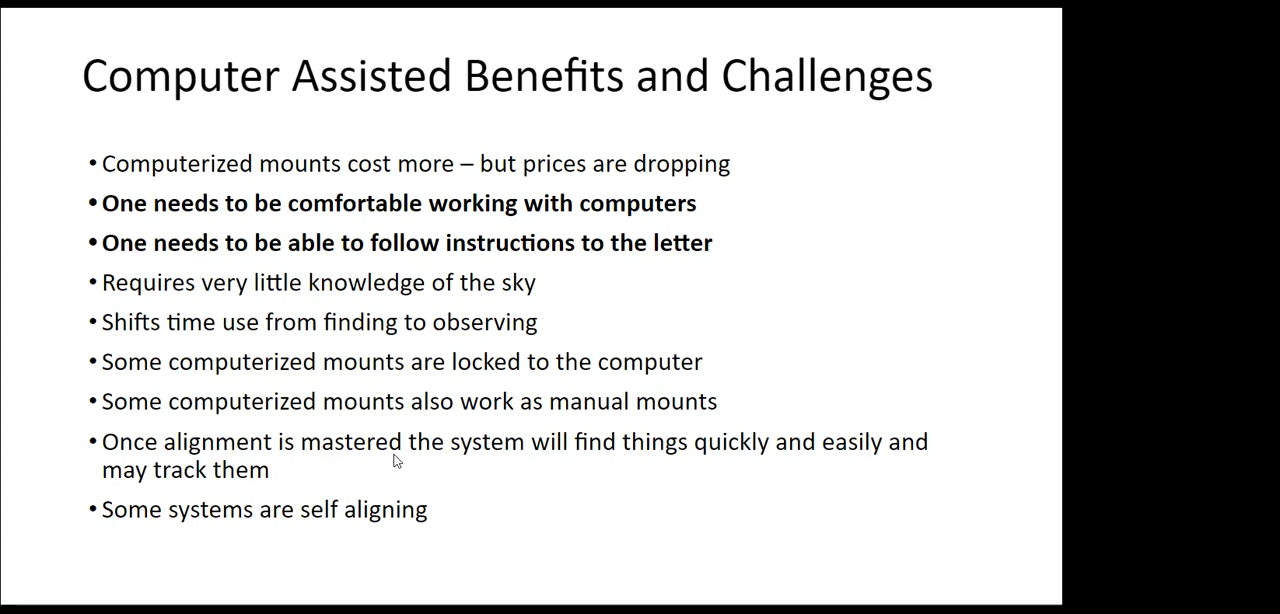 Computer Assisted Benefits and Challenges
• Computerized mounts cost more – but prices are dropping
• One needs to be comfortable working with computers
• One needs to be able to follow instructions to the letter
• Requires very little knowledge of the sky
• Shifts time use from finding to observing
• Some computerized mounts are locked to the computer
• Some computerized mounts also work as manual mounts
• Once alignment is mastered the system will find things quickly and easily and
may track them
• Some systems are self aligning